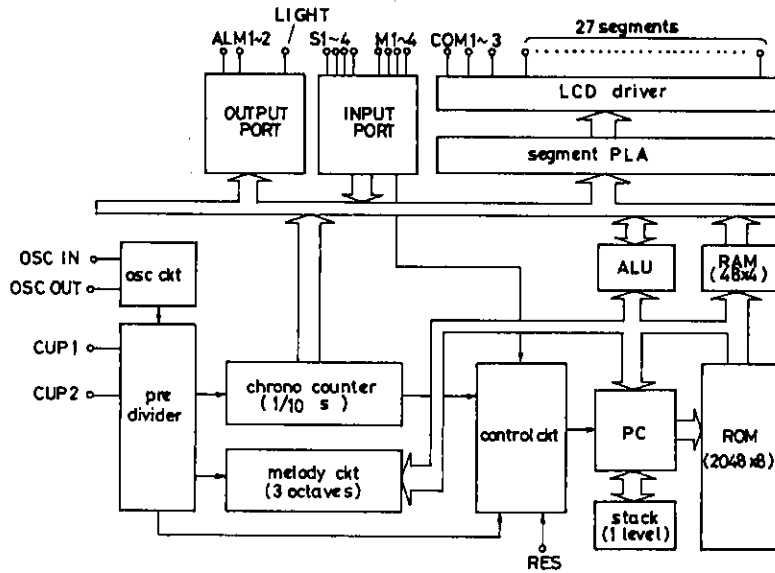 LIGHT
ALM1~2
S1~4
M1~4
COM1~3
27 segments
OUTPUT
PORT
INPUT
PORT
LCD driver
segment PLA
OSC IN
OSC OUT
osc ckt
ALU
RAM
(48x4)
CUP1
CUP2
pre
divider
chrono counter
(1/10 s)
melody ckt
(3 octaves)
control ckt
PC
ROM
(2048x8)
stack
(1 level)
RES